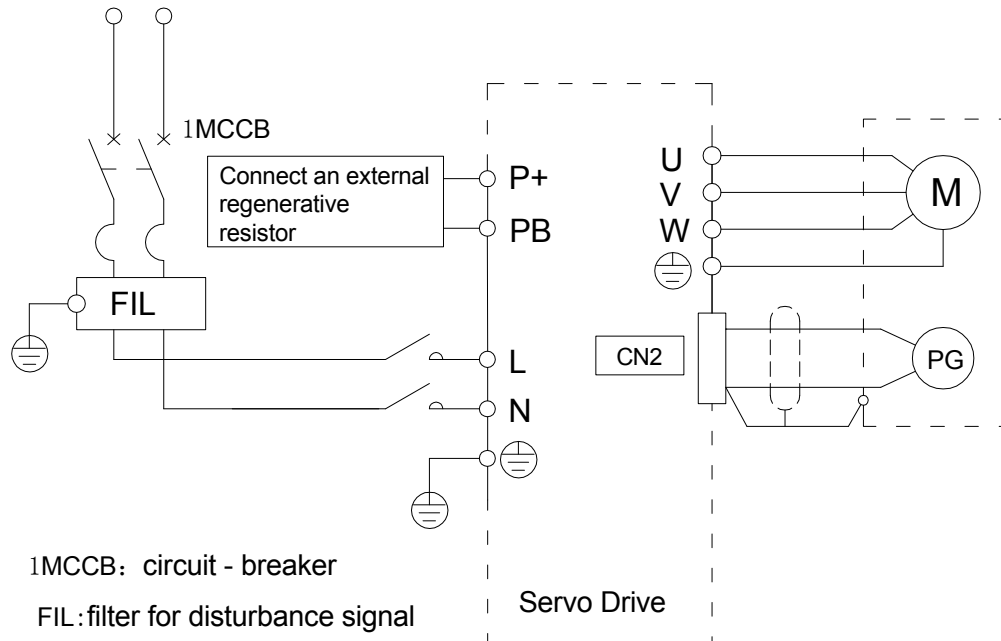 1MCCB
Connect an external
regenerative
resistor
P+
PB
U
V
W
M
FIL
L
N
CN2
PG
1MCCB：circuit - breaker
FIL:filter for disturbance signal
Servo Drive